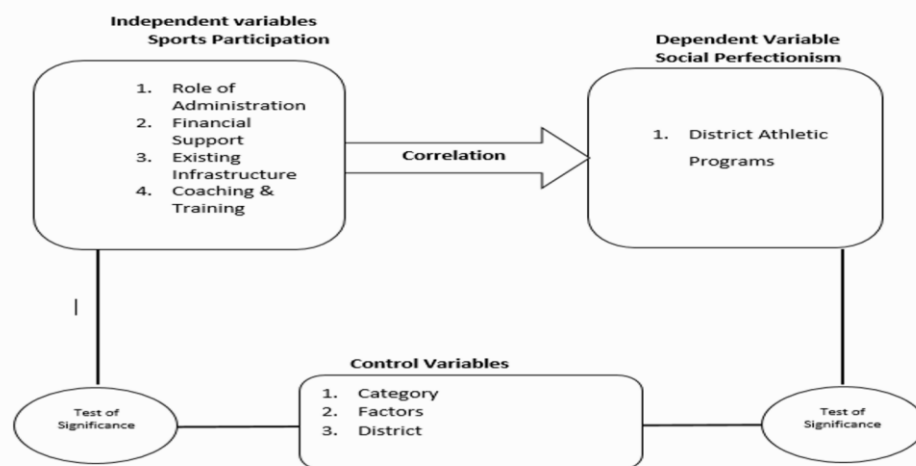 Independent variables
Sports Participation
1. Role of
Administration
2. Financial
Support
3. Existing
Infrastructure
4. Coaching &
Training
Correlation
Dependent Variable
Social Perfectionism
1. District Athletic
Programs
Control Variables
1. Category
2. Factors
3. District
Test of
Significance
Test of
Significance